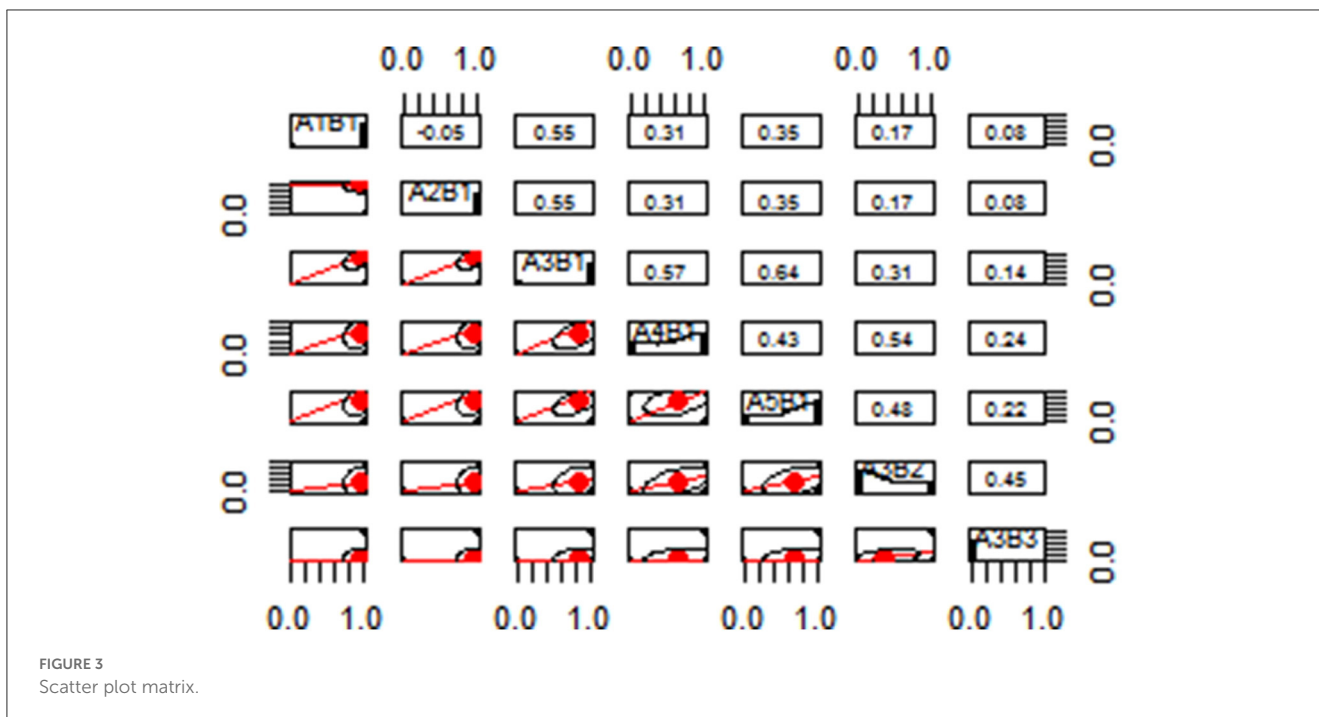 0.0 1.0 0.0 1.0 0.0 1.0
A1B1 -0.05 0.55 0.31 0.35 0.17 0.08 0.0
0.0 A2B1 0.55 0.31 0.35 0.17 0.08
A3B1 0.57 0.64 0.31 0.14 0.0
0.0 A4B1 0.43 0.54 0.24
A5B1 0.48 0.22 0.0
0.0 A3B2 0.45
A3B3 0.0
0.0 1.0 0.0 1.0 0.0 1.0 0.0 1.0
FIGURE 3
Scatter plot matrix.